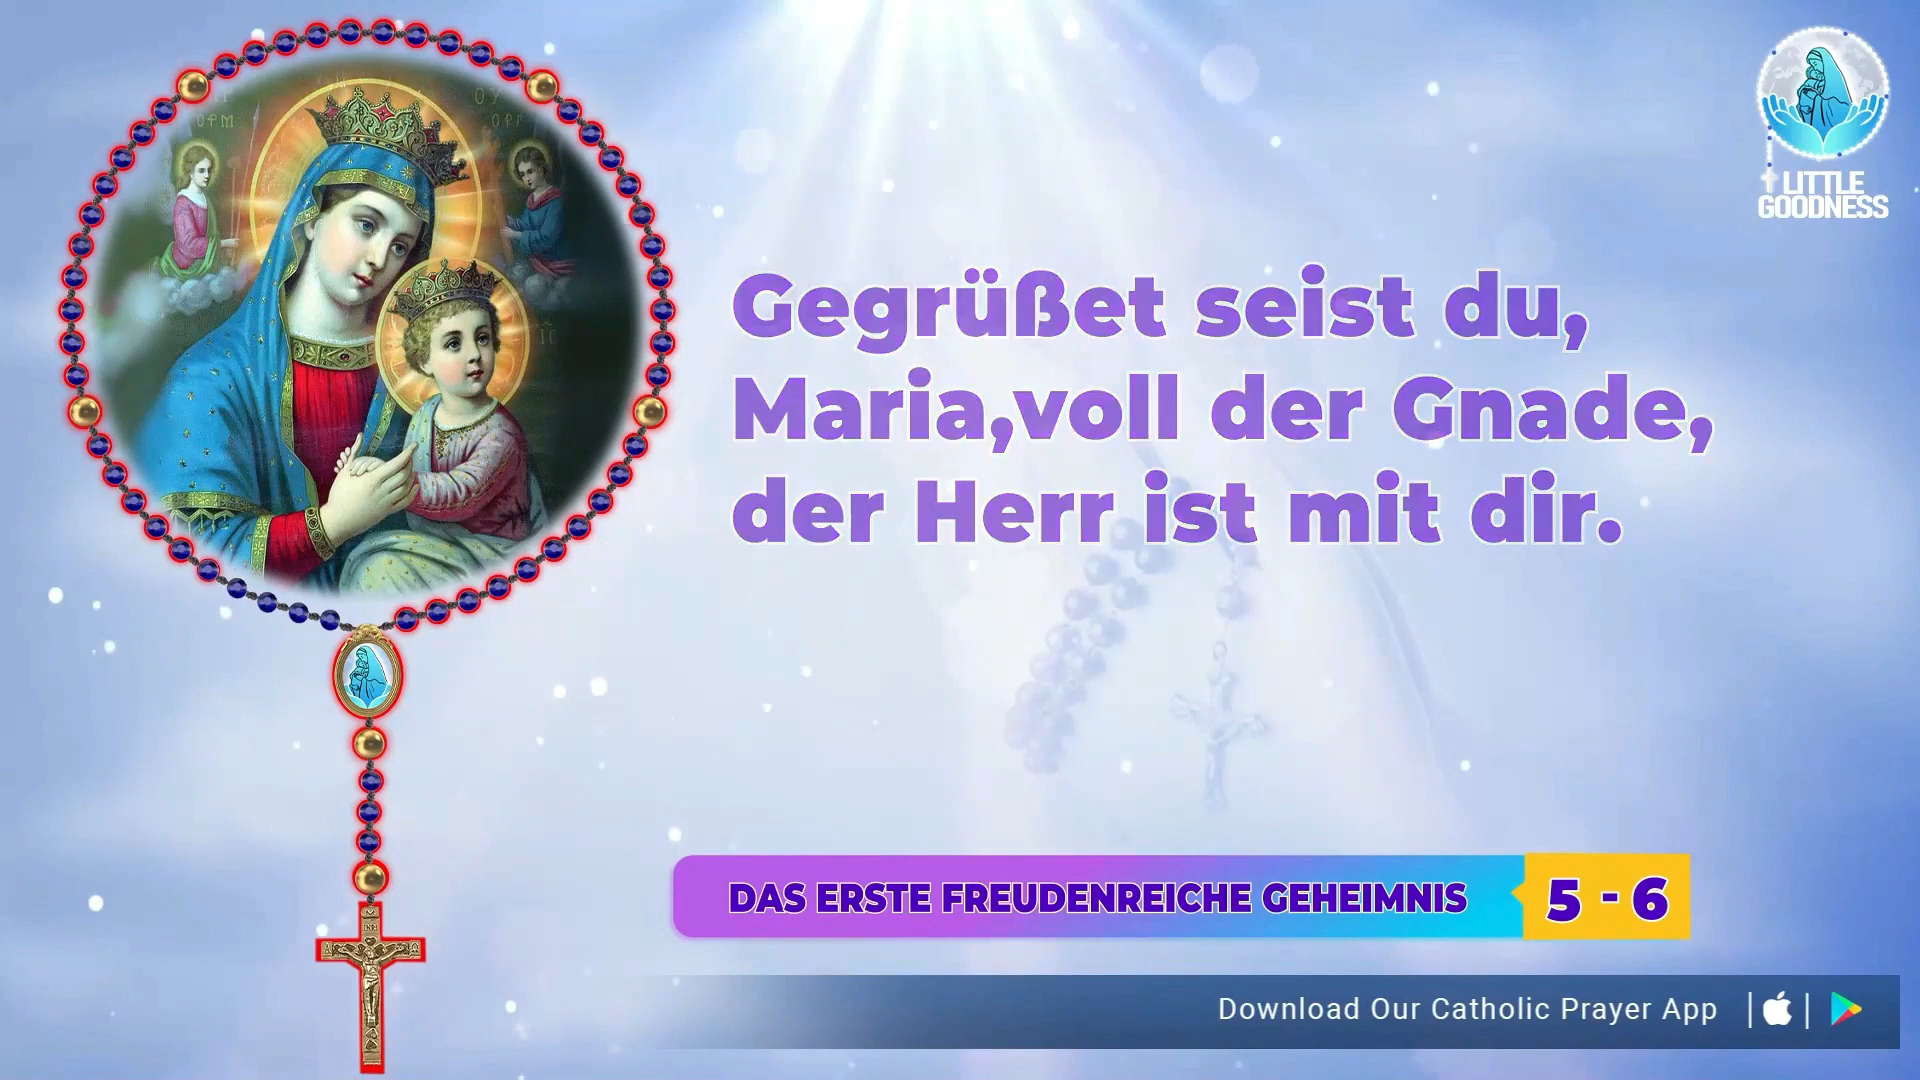 Gegrüßet seist du,
Maria,voll der Gnade,
der Herr ist mit dir.
LITTLE
GOODNESS
DAS ERSTE FREUDENREICHE GEHEIMNIS
5 - 6
Download Our Catholic Prayer App
INRI